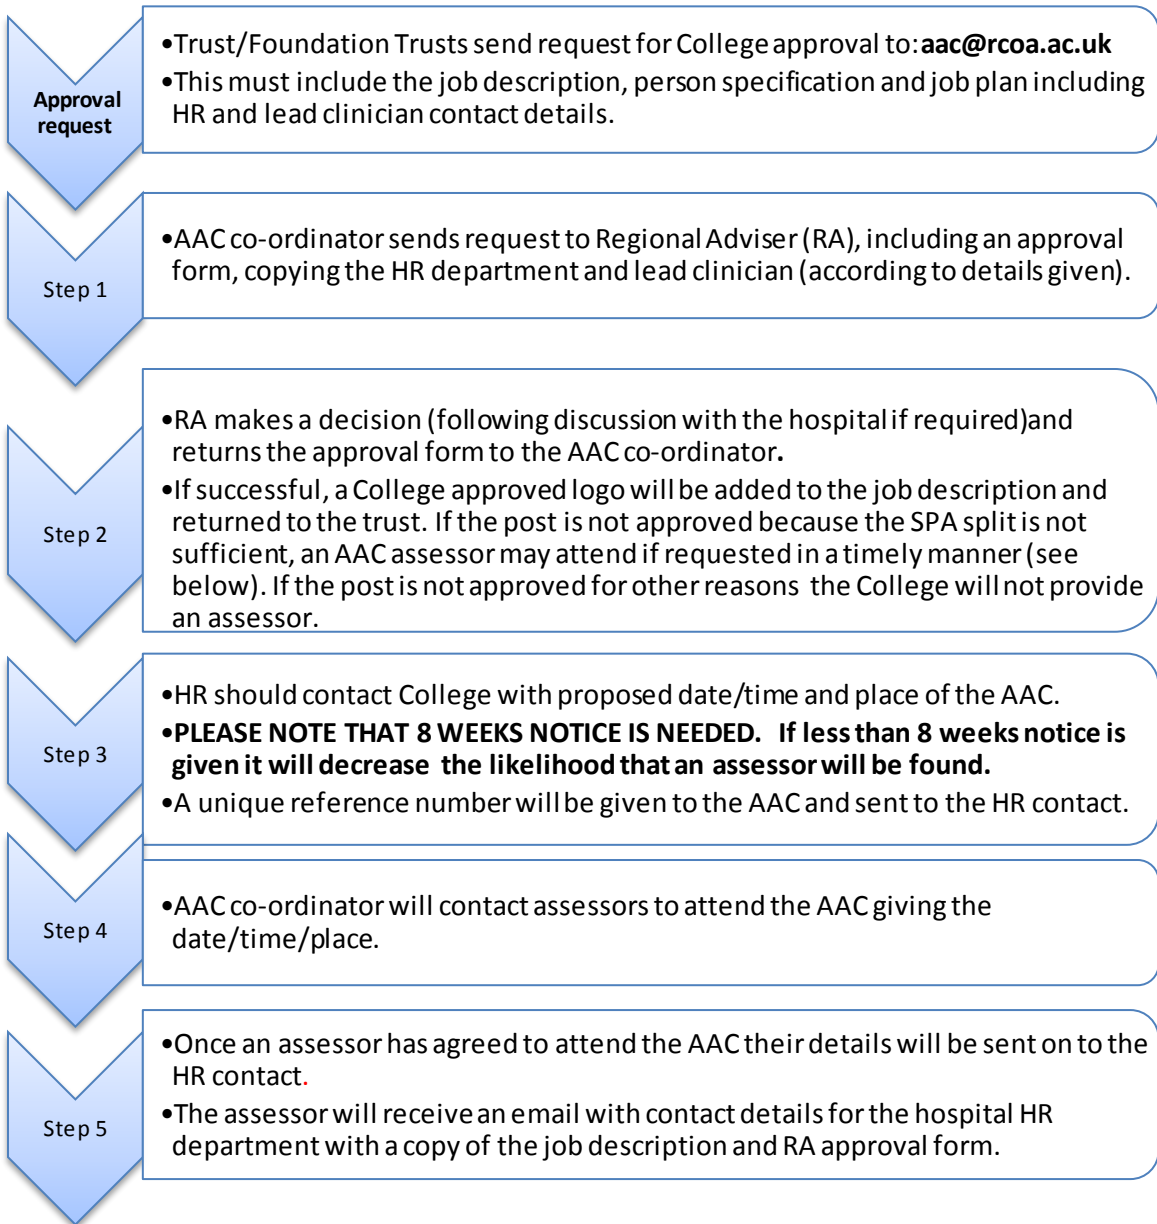 Approval
request
•Trust/Foundation Trusts send request for College approval to: aac@rcoa.ac.uk
•This must include the job description, person specification and job plan including
HR and lead clinician contact details.
Step 1
•AAC co-ordinator sends request to Regional Adviser (RA), including an approval
form, copying the HR department and lead clinician (according to details given).
Step 2
•RA makes a decision (following discussion with the hospital if required)and
returns the approval form to the AAC co-ordinator.
•If successful, a College approved logo will be added to the job description and
returned to the trust. If the post is not approved because the SPA split is not
sufficient, an AAC assessor may attend if requested in a timely manner (see
below). If the post is not approved for other reasons the College will not provide
an assessor.
Step 3
•HR should contact College with proposed date/time and place of the AAC.
•PLEASE NOTE THAT 8 WEEKS NOTICE IS NEEDED. If less than 8 weeks notice is
given it will decrease the likelihood that an assessor will be found.
•A unique reference number will be given to the AAC and sent to the HR contact.
Step 4
•AAC co-ordinator will contact assessors to attend the AAC giving the
date/time/place.
Step 5
•Once an assessor has agreed to attend the AAC their details will be sent on to the
HR contact.
•The assessor will receive an email with contact details for the hospital HR
department with a copy of the job description and RA approval form.